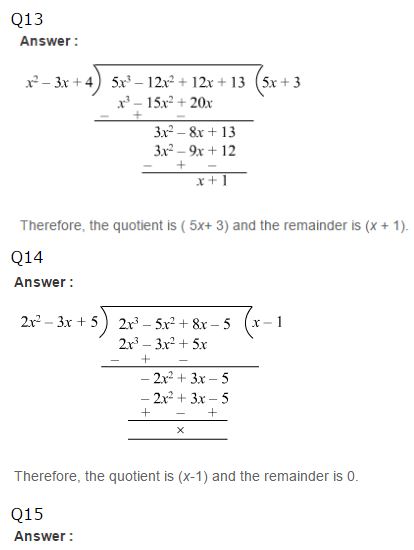 Q13
Answer :
x² – 3x + 4) 5x³ – 12x² + 12x + 13 (5x + 3
x³ – 15x² + 20x
– + –
3x² – 8x + 13
3x² – 9x + 12
– + –
x + 1
Therefore, the quotient is ( 5x+ 3) and the remainder is (x + 1).
Q14
Answer :
2x² – 3x + 5) 2x³ – 5x² + 8x – 5 (x – 1
2x³ – 3x² + 5x
– + –
– 2x² + 3x – 5
– 2x² + 3x – 5
+ – +
×
Therefore, the quotient is (x-1) and the remainder is 0.
Q15
Answer :